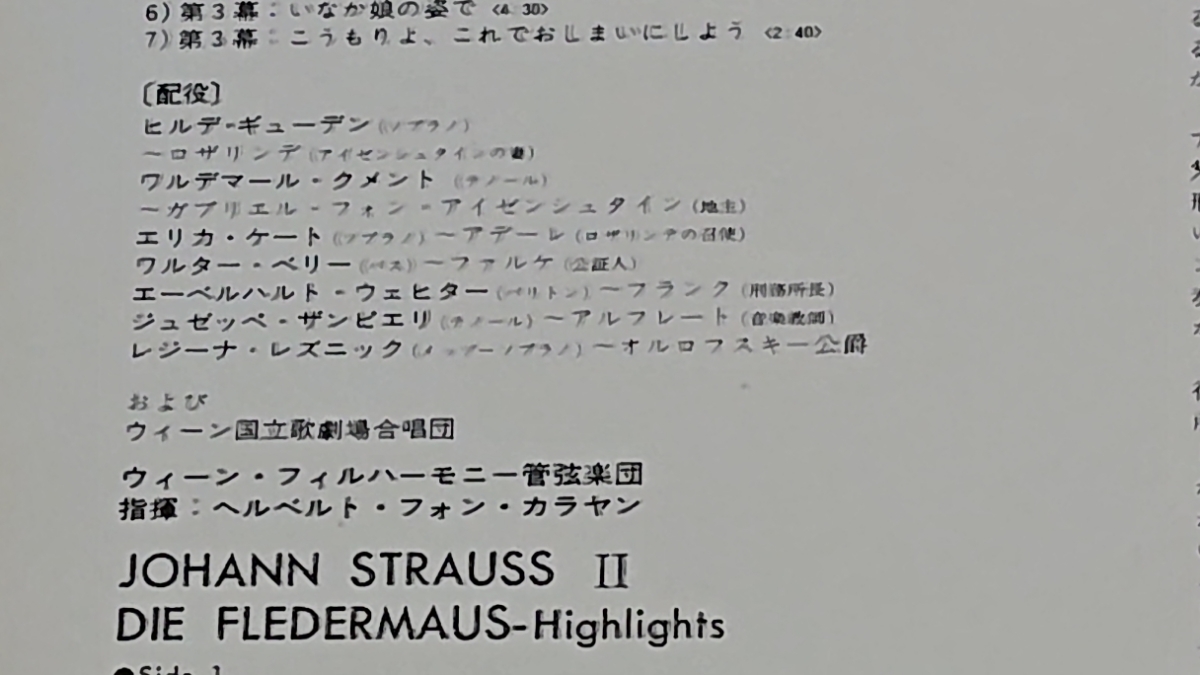 6) 第3幕：いなか娘の姿で 〈4 30〉
7) 第3幕：こうもりよ、これでおしまいにしよう 〈2 40〉
〔配役〕
ヒルデ・ギューデン（ソプラノ）
～ロザリンデ（アイゼンシュタインの妻）
ワルデマール・クメント（テノール）
～ガブリエル・フォン・アイゼンシュタイン（地主）
エリカ・ケート（ソプラノ）～アデーレ（ロザリンデの召使）
ワルター・ベリー（バス）～ファルケ（公証人）
エーベルハルト・ウェヒター（バリトン）～フランク（刑務所長）
ジュゼッペ・ザンピエリ（テノール）～アルフレート（音楽教師）
レジーナ・レズニック（メッゾ・ソプラノ）～オルロフスキー公爵
および
ウィーン国立歌劇場合唱団
ウィーン・フィルハーモニー管弦楽団
指揮：ヘルベルト・フォン・カラヤン
JOHANN STRAUSS II
DIE FLEDERMAUS-Highlights
●Side 1